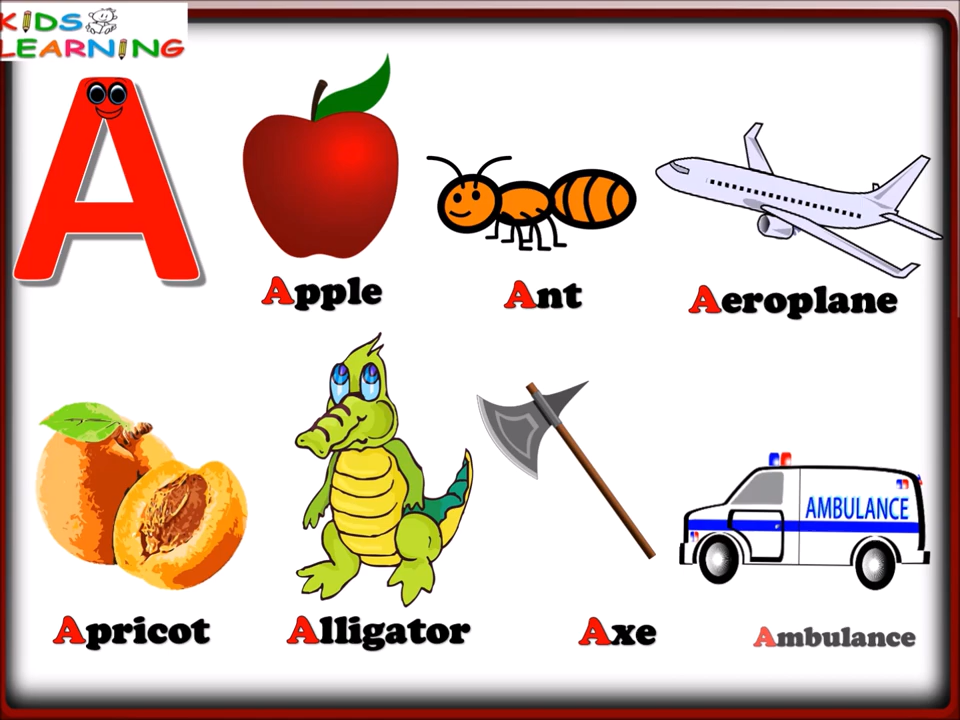 KIDS
LEARNING
A
Apple
Ant
Aeroplane
AMBULANCE
Apricot
Alligator
Axe
Ambulance